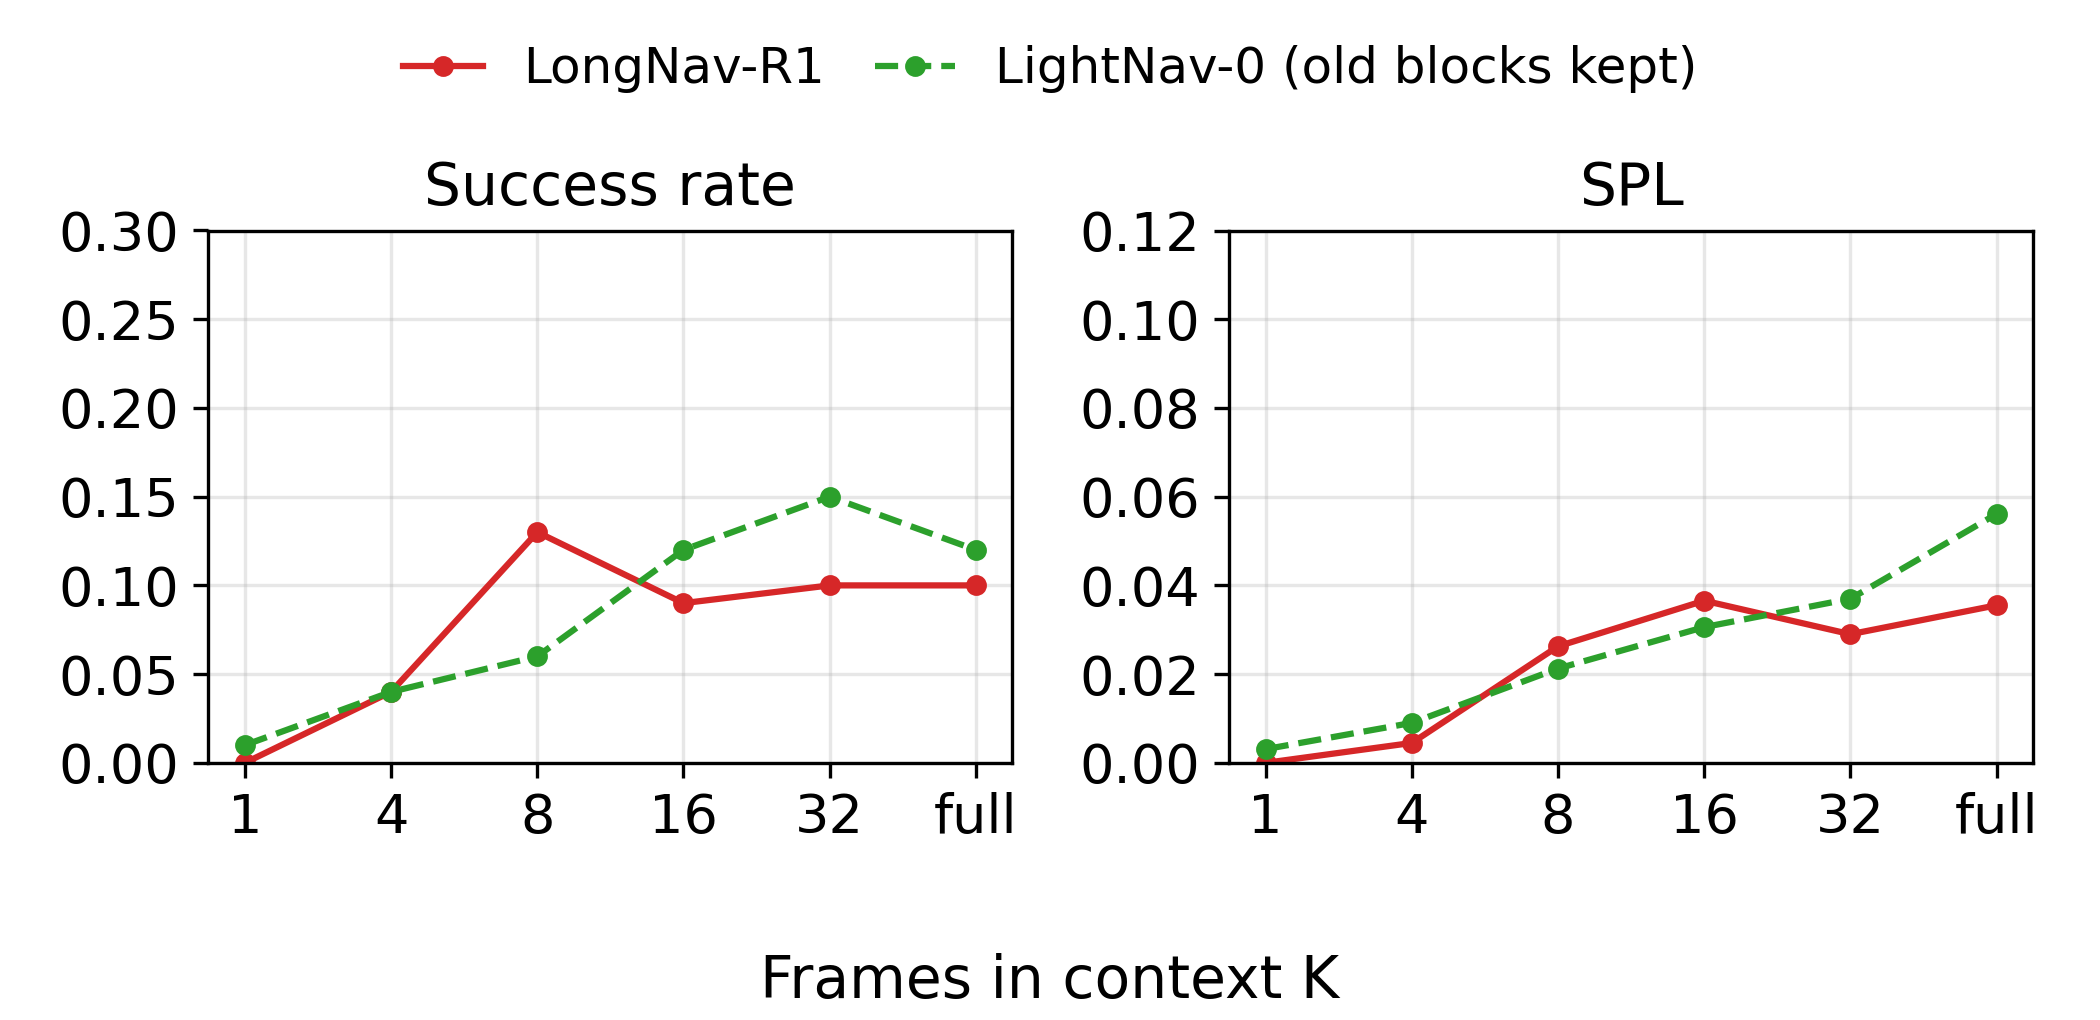 LongNav-R1 LightNav-0 (old blocks kept)
Success rate
0.30
0.25
0.20
0.15
0.10
0.05
0.00
1 4 8 16 32 full
SPL
0.12
0.10
0.08
0.06
0.04
0.02
0.00
1 4 8 16 32 full
Frames in context K